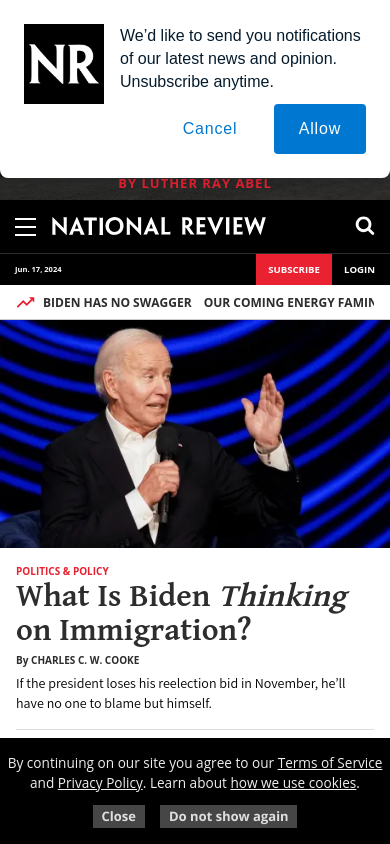 NR
We’d like to send you notifications
of our latest news and opinion.
Unsubscribe anytime.
Cancel
Allow
BY LUTHER RAY ABEL
NATIONAL REVIEW
Jun. 17, 2024
SUBSCRIBE
LOGIN
BIDEN HAS NO SWAGGER OUR COMING ENERGY FAMIN
POLITICS & POLICY
What Is Biden Thinking
on Immigration?
By CHARLES C. W. COOKE
If the president loses his reelection bid in November, he’ll
have no one to blame but himself.
By continuing on our site you agree to our Terms of Service
and Privacy Policy. Learn about how we use cookies.
Close
Do not show again